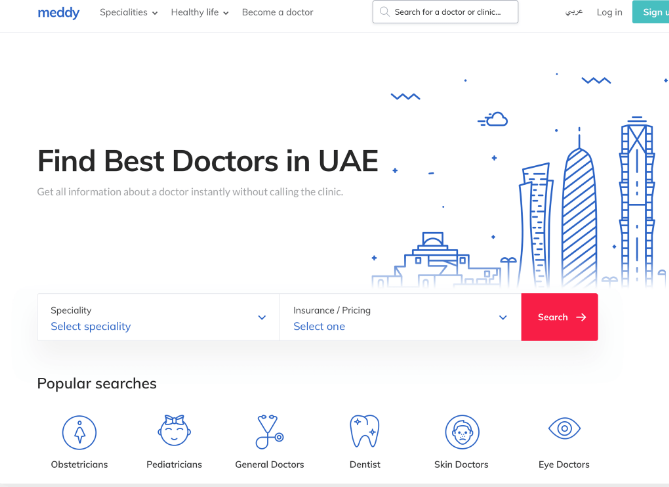 meddy
Specialities
Healthy life
Become a doctor
Search for a doctor or clinic...
عربي
Log in
Sign u
Find Best Doctors in UAE
Get all information about a doctor instantly without calling the clinic.
Speciality
Select speciality
Insurance / Pricing
Select one
Search
Popular searches
Obstetricians
Pediatricians
General Doctors
Dentist
Skin Doctors
Eye Doctors